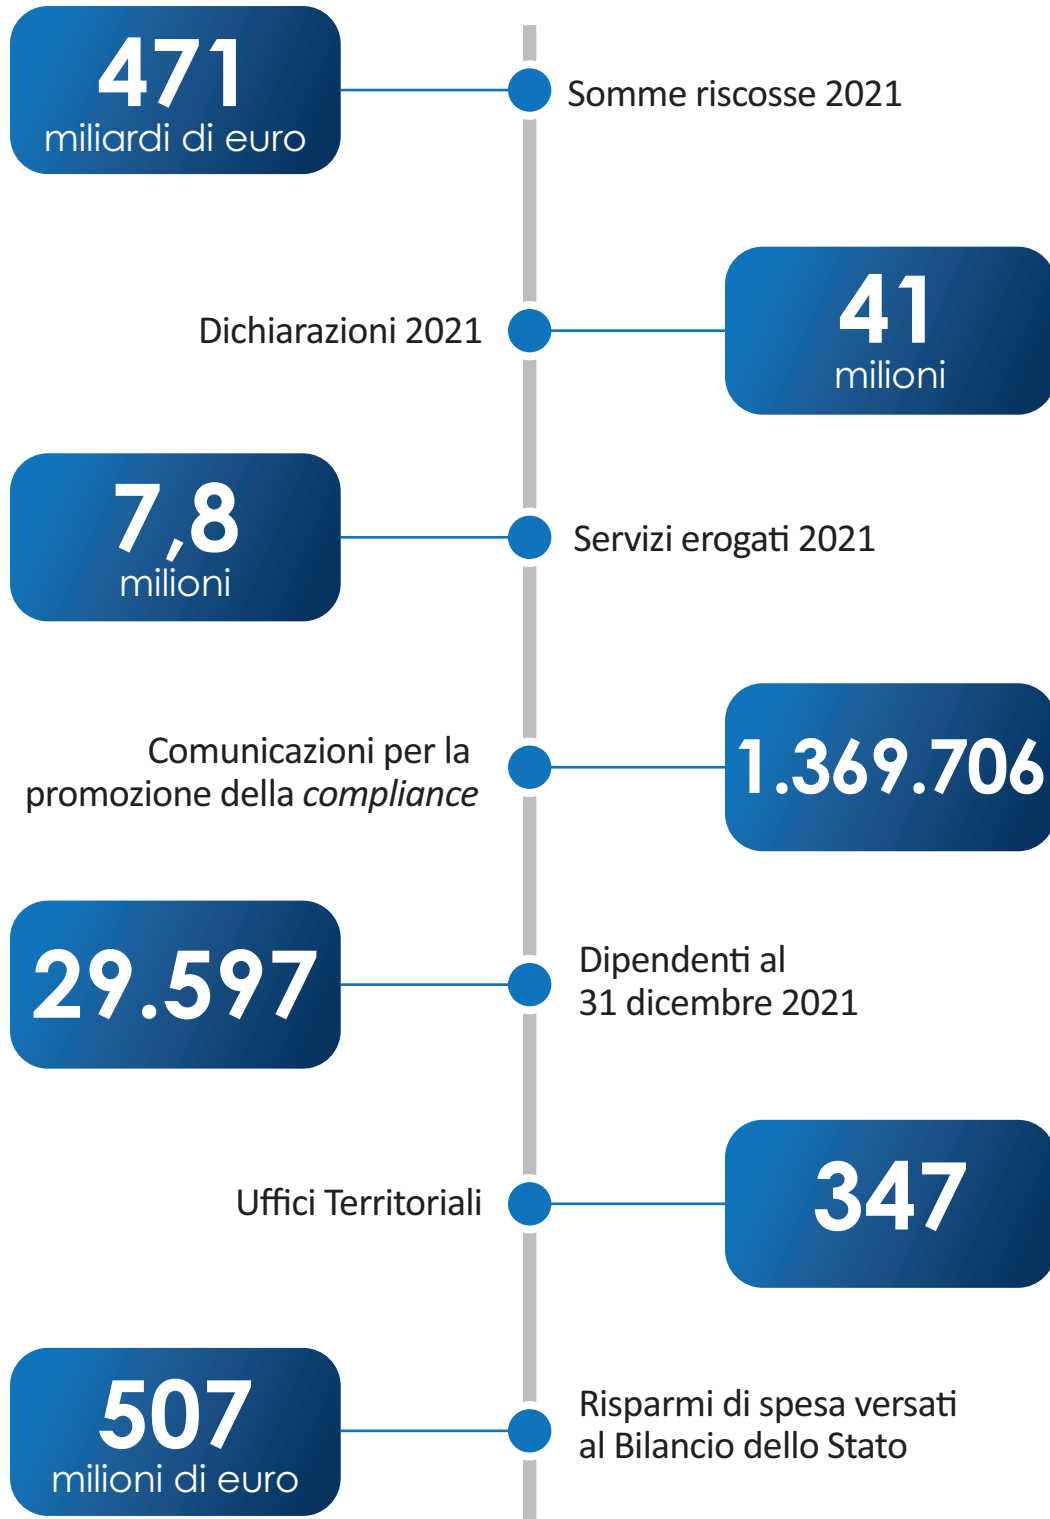 471
miliardi di euro
Somme riscosse 2021
Dichiarazioni 2021
41
milioni
7,8
milioni
Servizi erogati 2021
Comunicazioni per la
promozione della compliance
1.369.706
29.597
Dipendenti al
31 dicembre 2021
Uffici Territoriali
347
507
milioni di euro
Risparmi di spesa versati
al Bilancio dello Stato